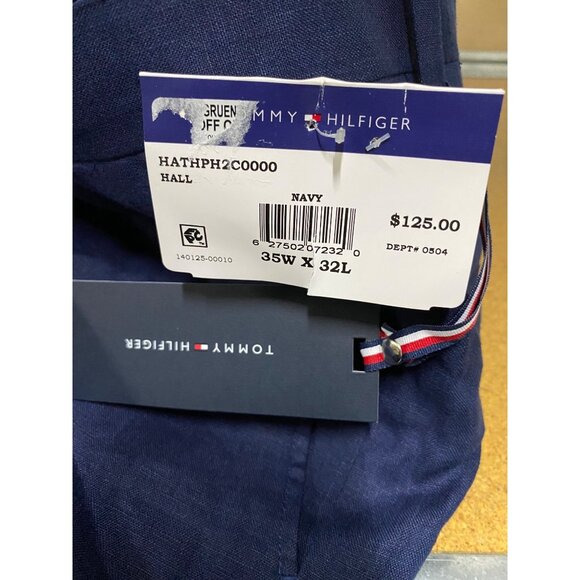 GRUEN
OFF
MMY HILFIGER
HATHPH2C0000
HALL
NAVY
$125.00
6 27502 07232 0
DEPT# 0504
35W X 32L
140125-00010
TOMMY HILFIGER